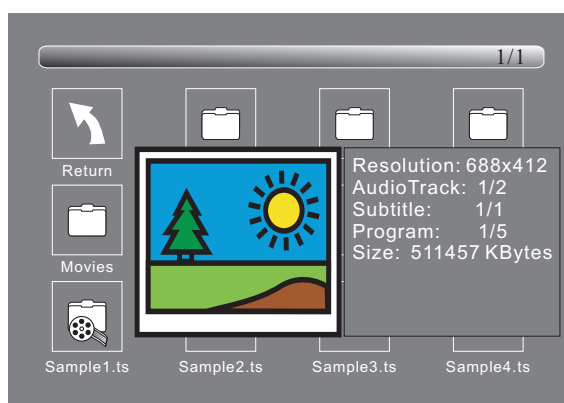 1/1
Return
Resolution: 688x412
AudioTrack: 1/2
Subtitle: 1/1
Program: 1/5
Size: 511457 KBytes
Movies
Sample1.ts Sample2.ts Sample3.ts Sample4.ts